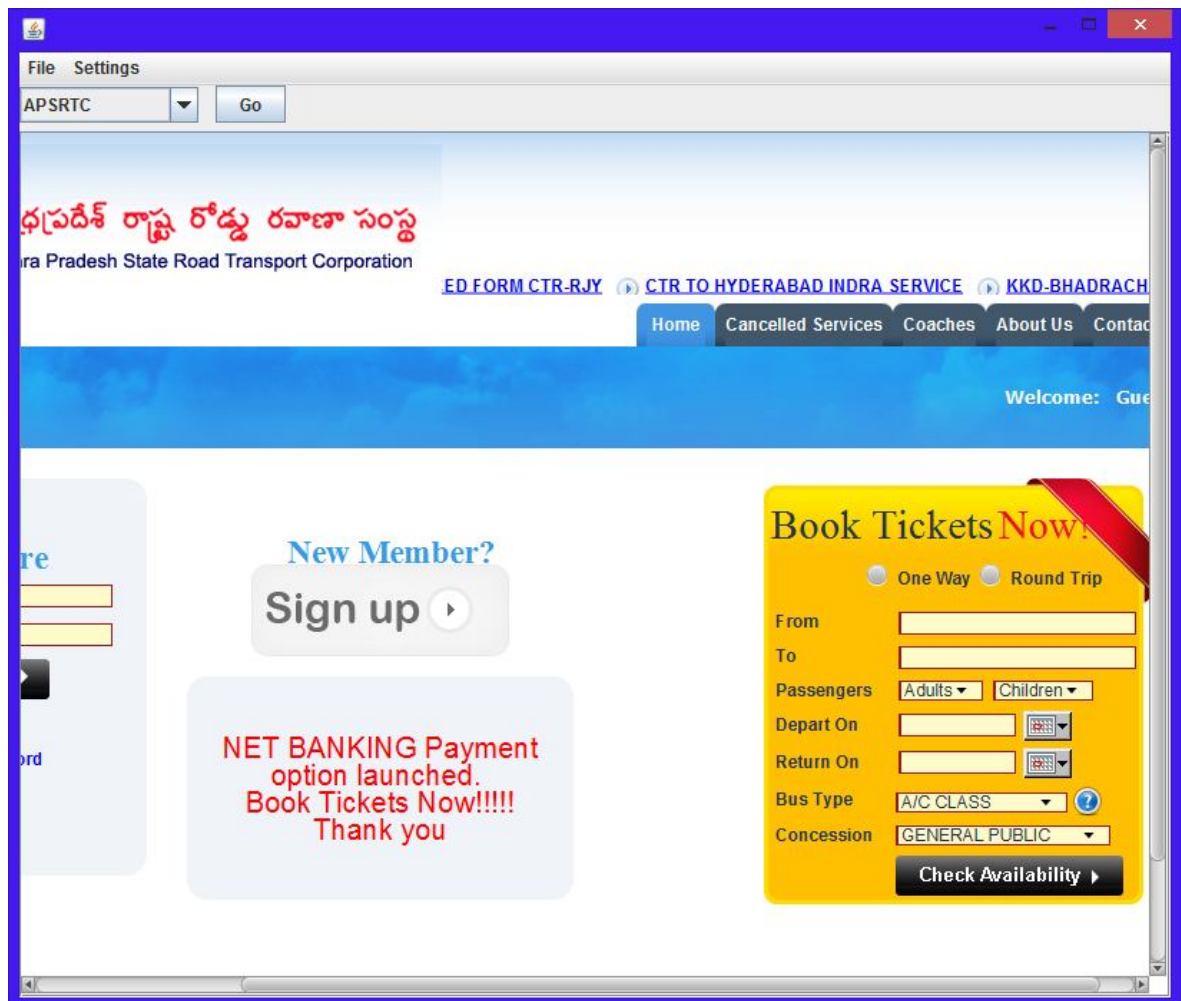 File Settings
APSRTC Go
ధ్రప్రదేశ్ రాష్ట్ర రోడ్డు రవాణా సంస్థ
ra Pradesh State Road Transport Corporation
ED FORM CTR-RJY CTR TO HYDERABAD INDRA SERVICE KKD-BHADRACH
Home Cancelled Services Coaches About Us Contac
Welcome: Gue
re
ord
New Member?
Sign up
NET BANKING Payment
option launched.
Book Tickets Now!!!!!
Thank you
Book Tickets Now!
One Way Round Trip
From
To
Passengers Adults Children
Depart On
Return On
Bus Type A/C CLASS ?
Concession GENERAL PUBLIC
Check Availability